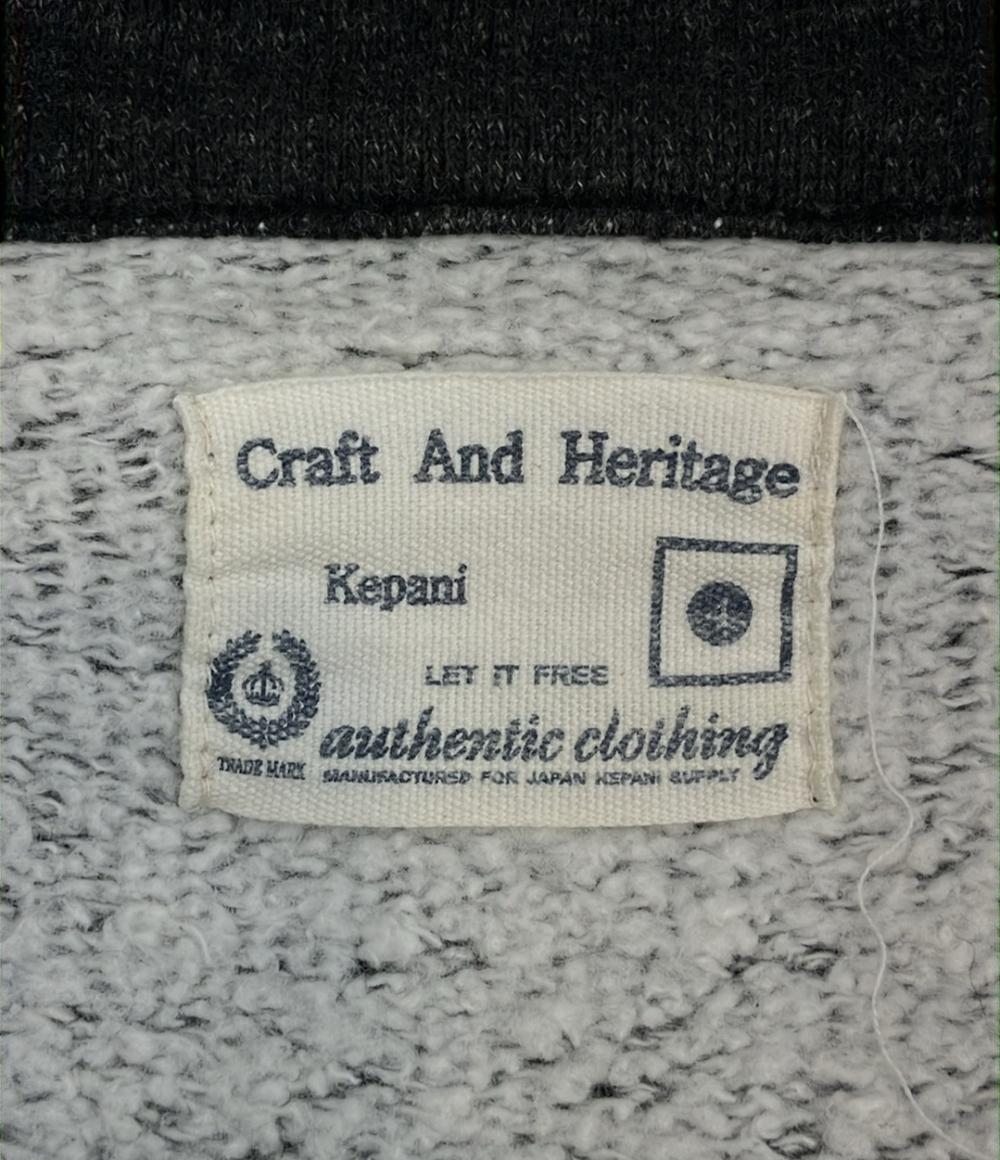 Craft And Heritage
Kepani
LET IT FREE
authentic clothing
TRADE MARK
MANUFACTURED FOR JAPAN KEPANI SUPPLY